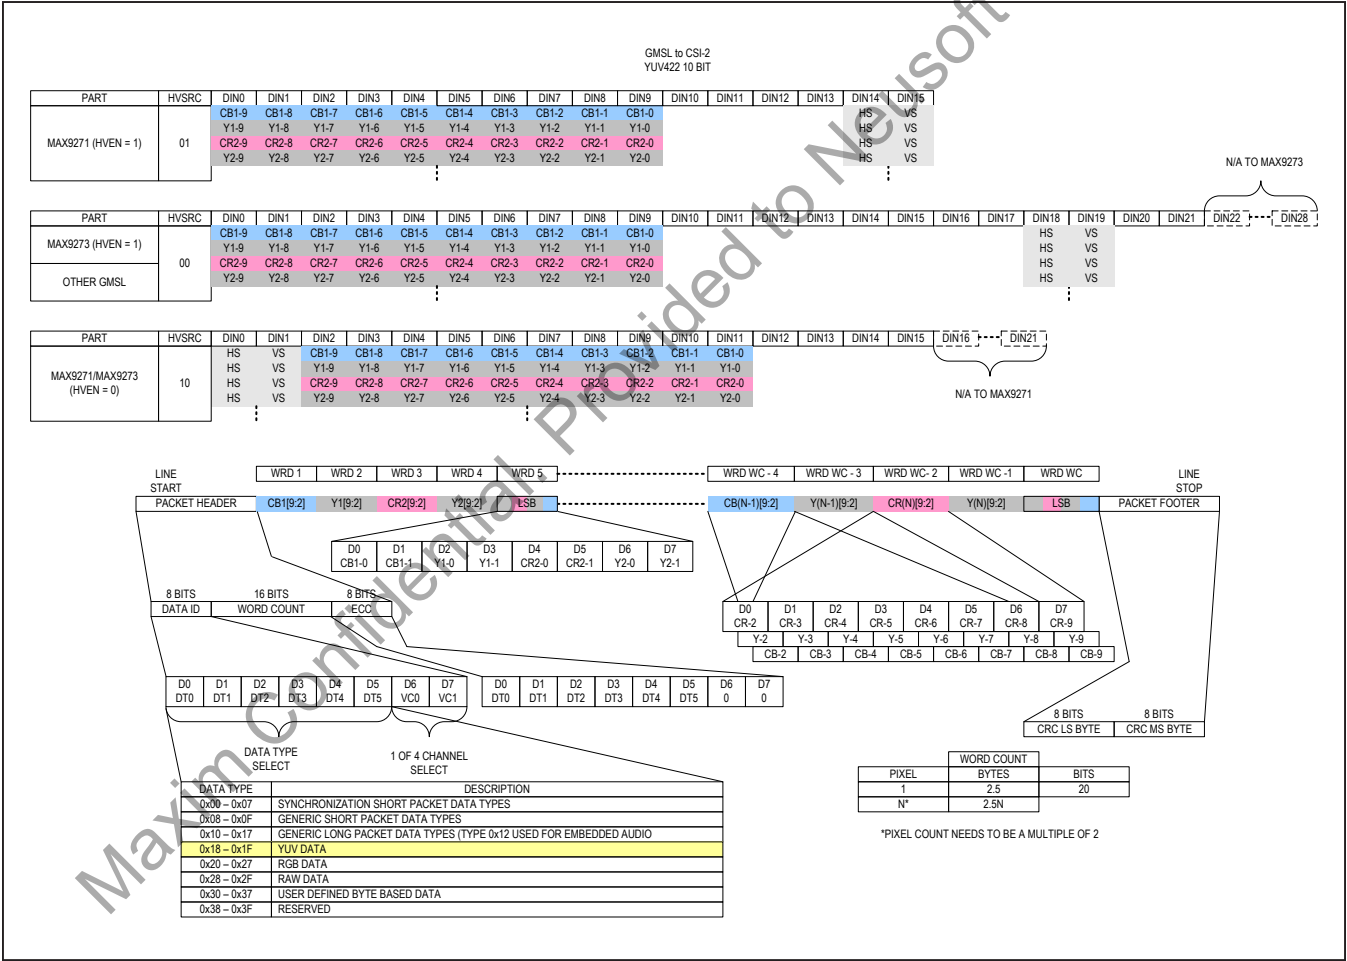 GMSL to CSI-2
YUV422 10 BIT
PART HVSRC DIN0 DIN1 DIN2 DIN3 DIN4 DIN5 DIN6 DIN7 DIN8 DIN9 DIN10 DIN11 DIN12 DIN13 DIN14 DIN15
CB1-9 CB1-8 CB1-7 CB1-6 CB1-5 CB1-4 CB1-3 CB1-2 CB1-1 CB1-0 HS VS
Y1-9 Y1-8 Y1-7 Y1-6 Y1-5 Y1-4 Y1-3 Y1-2 Y1-1 Y1-0 HS VS
MAX9271 (HVEN = 1) 01 CR2-9 CR2-8 CR2-7 CR2-6 CR2-5 CR2-4 CR2-3 CR2-2 CR2-1 CR2-0 HS VS
Y2-9 Y2-8 Y2-7 Y2-6 Y2-5 Y2-4 Y2-3 Y2-2 Y2-1 Y2-0 HS VS
N/A TO MAX9273
PART HVSRC DIN0 DIN1 DIN2 DIN3 DIN4 DIN5 DIN6 DIN7 DIN8 DIN9 DIN10 DIN11 DIN12 DIN13 DIN14 DIN15 DIN16 DIN17 DIN18 DIN19 DIN20 DIN21 DIN22 DIN28
CB1-9 CB1-8 CB1-7 CB1-6 CB1-5 CB1-4 CB1-3 CB1-2 CB1-1 CB1-0 HS VS
MAX9273 (HVEN = 1) Y1-9 Y1-8 Y1-7 Y1-6 Y1-5 Y1-4 Y1-3 Y1-2 Y1-1 Y1-0 HS VS
00 CR2-9 CR2-8 CR2-7 CR2-6 CR2-5 CR2-4 CR2-3 CR2-2 CR2-1 CR2-0 HS VS
OTHER GMSL Y2-9 Y2-8 Y2-7 Y2-6 Y2-5 Y2-4 Y2-3 Y2-2 Y2-1 Y2-0 HS VS
PART HVSRC DIN0 DIN1 DIN2 DIN3 DIN4 DIN5 DIN6 DIN7 DIN8 DIN9 DIN10 DIN11 DIN12 DIN13 DIN14 DIN15 DIN16 DIN21
HS VS CB1-9 CB1-8 CB1-7 CB1-6 CB1-5 CB1-4 CB1-3 CB1-2 CB1-1 CB1-0
HS VS Y1-9 Y1-8 Y1-7 Y1-6 Y1-5 Y1-4 Y1-3 Y1-2 Y1-1 Y1-0
MAX9271/MAX9273
(HVEN = 0) 10 HS VS CR2-9 CR2-8 CR2-7 CR2-6 CR2-5 CR2-4 CR2-3 CR2-2 CR2-1 CR2-0
HS VS Y2-9 Y2-8 Y2-7 Y2-6 Y2-5 Y2-4 Y2-3 Y2-2 Y2-1 Y2-0
N/A TO MAX9271
LINE START WRD 1 WRD 2 WRD 3 WRD 4 WRD 5 WRD WC - 4 WRD WC - 3 WRD WC- 2 WRD WC -1 WRD WC LINE STOP
PACKET HEADER CB1[9:2] Y1[9:2] CR2[9:2] Y2[9:2] LSB CB(N-1)[9:2] Y(N-1)[9:2] CR(N)[9:2] Y(N)[9:2] LSB PACKET FOOTER
D0 D1 D2 D3 D4 D5 D6 D7
CB1-0 CB1-1 Y1-0 Y1-1 CR2-0 CR2-1 Y2-0 Y2-1
8 BITS 16 BITS 8 BITS
DATA ID WORD COUNT ECC
D0 D1 D2 D3 D4 D5 D6 D7
CR-2 CR-3 CR-4 CR-5 CR-6 CR-7 CR-8 CR-9
Y-2 Y-3 Y-4 Y-5 Y-6 Y-7 Y-8 Y-9
CB-2 CB-3 CB-4 CB-5 CB-6 CB-7 CB-8 CB-9
D0 D1 D2 D3 D4 D5 D6 D7 D0 D1 D2 D3 D4 D5 D6 D7
DT0 DT1 DT2 DT3 DT4 DT5 VC0 VC1 DT0 DT1 DT2 DT3 DT4 DT5 0 0
8 BITS 8 BITS
CRC LS BYTE CRC MS BYTE
DATA TYPE
SELECT
1 OF 4 CHANNEL
SELECT
WORD COUNT
PIXEL BYTES BITS
1 2.5 20
N* 2.5N
*PIXEL COUNT NEEDS TO BE A MULTIPLE OF 2
DATA TYPE DESCRIPTION
0x00 – 0x07 SYNCHRONIZATION SHORT PACKET DATA TYPES
0x08 – 0x0F GENERIC SHORT PACKET DATA TYPES
0x10 – 0x17 GENERIC LONG PACKET DATA TYPES (TYPE 0x12 USED FOR EMBEDDED AUDIO
0x18 – 0x1F YUV DATA
0x20 – 0x27 RGB DATA
0x28 – 0x2F RAW DATA
0x30 – 0x37 USER DEFINED BYTE BASED DATA
0x38 – 0x3F RESERVED
Maxim Confidential. Provided to Neusoft